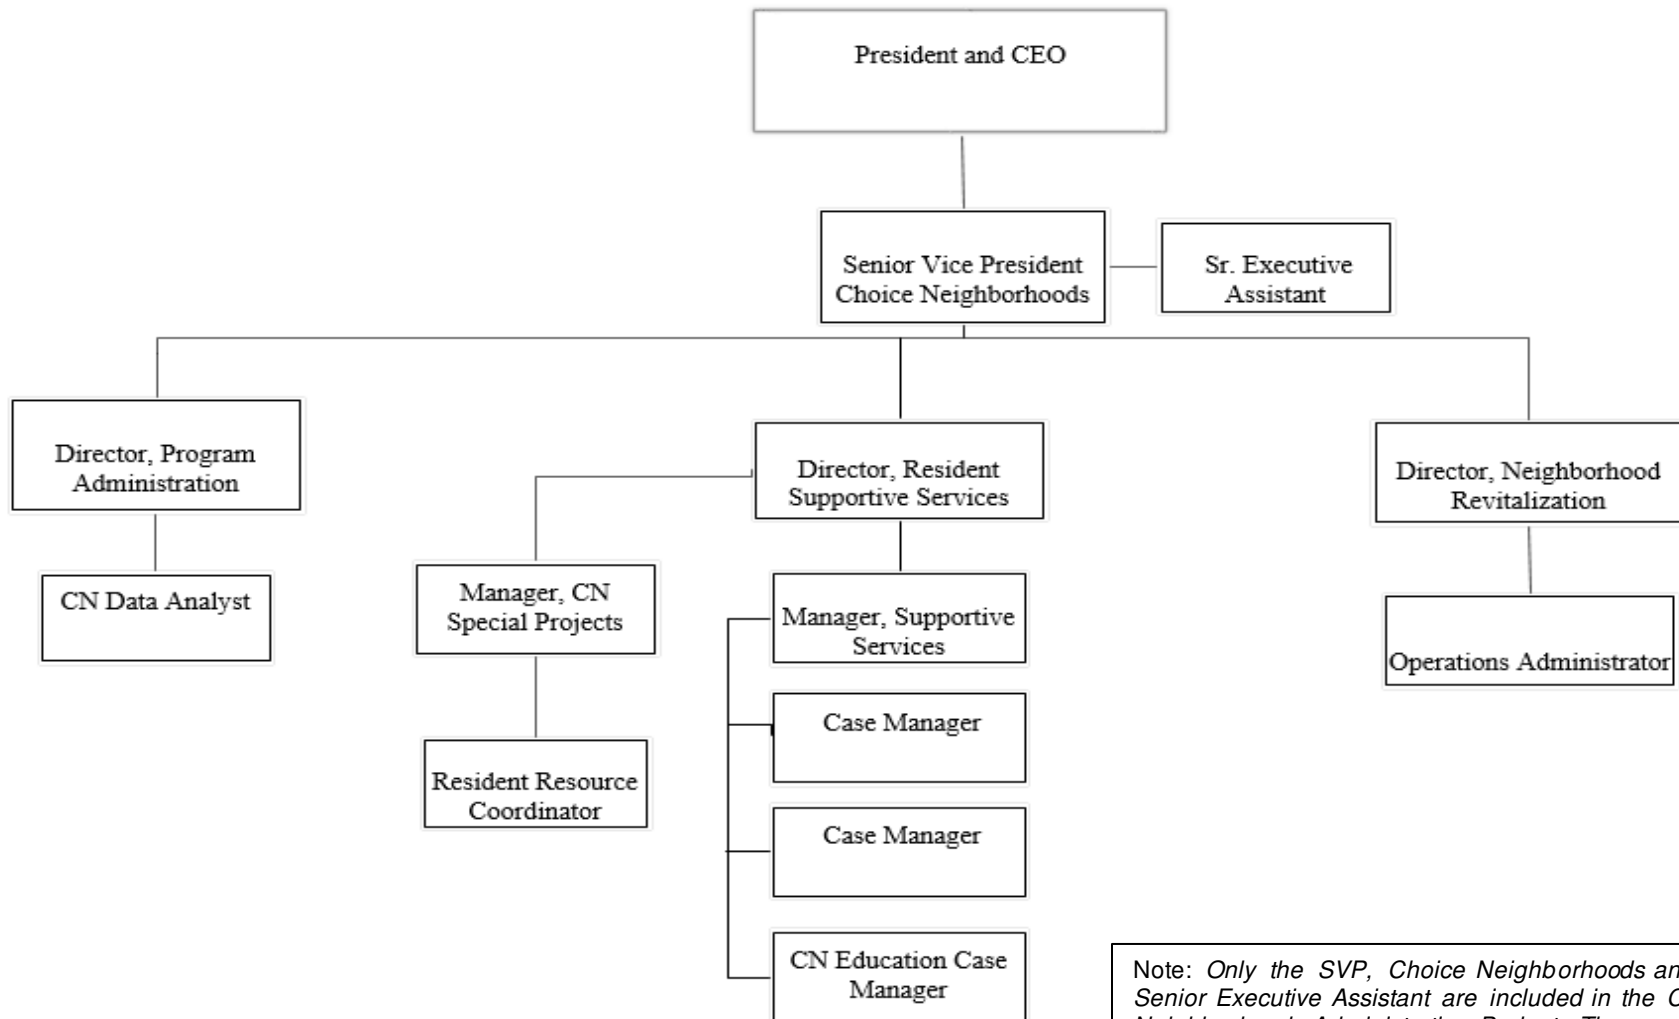 President and CEO
Senior Vice President
Choice Neighborhoods
Sr. Executive
Assistant
Director, Program
Administration
Director, Resident
Supportive Services
Director, Neighborhood
Revitalization
CN Data Analyst
Manager, CN
Special Projects
Manager, Supportive
Services
Operations Administrator
Case Manager
Resident Resource
Coordinator
Case Manager
CN Education Case
Manager
Note: Only the SVP, Choice Neighborhoods
Senior Executive Assistant are included in the